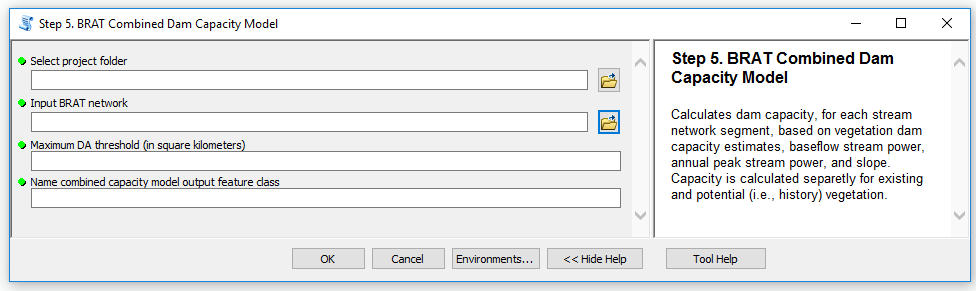 Step 5. BRAT Combined Dam Capacity Model
Select project folder
Input BRAT network
Maximum DA threshold (in square kilometers)
Name combined capacity model output feature class
Step 5. BRAT Combined Dam
Capacity Model
Calculates dam capacity, for each stream
network segment, based on vegetation dam
capacity estimates, baseflow stream power,
annual peak stream power, and slope.
Capacity is calculated separetly for existing
and potential (i.e., history) vegetation.
OK
Cancel
Environments...
<< Hide Help
Tool Help